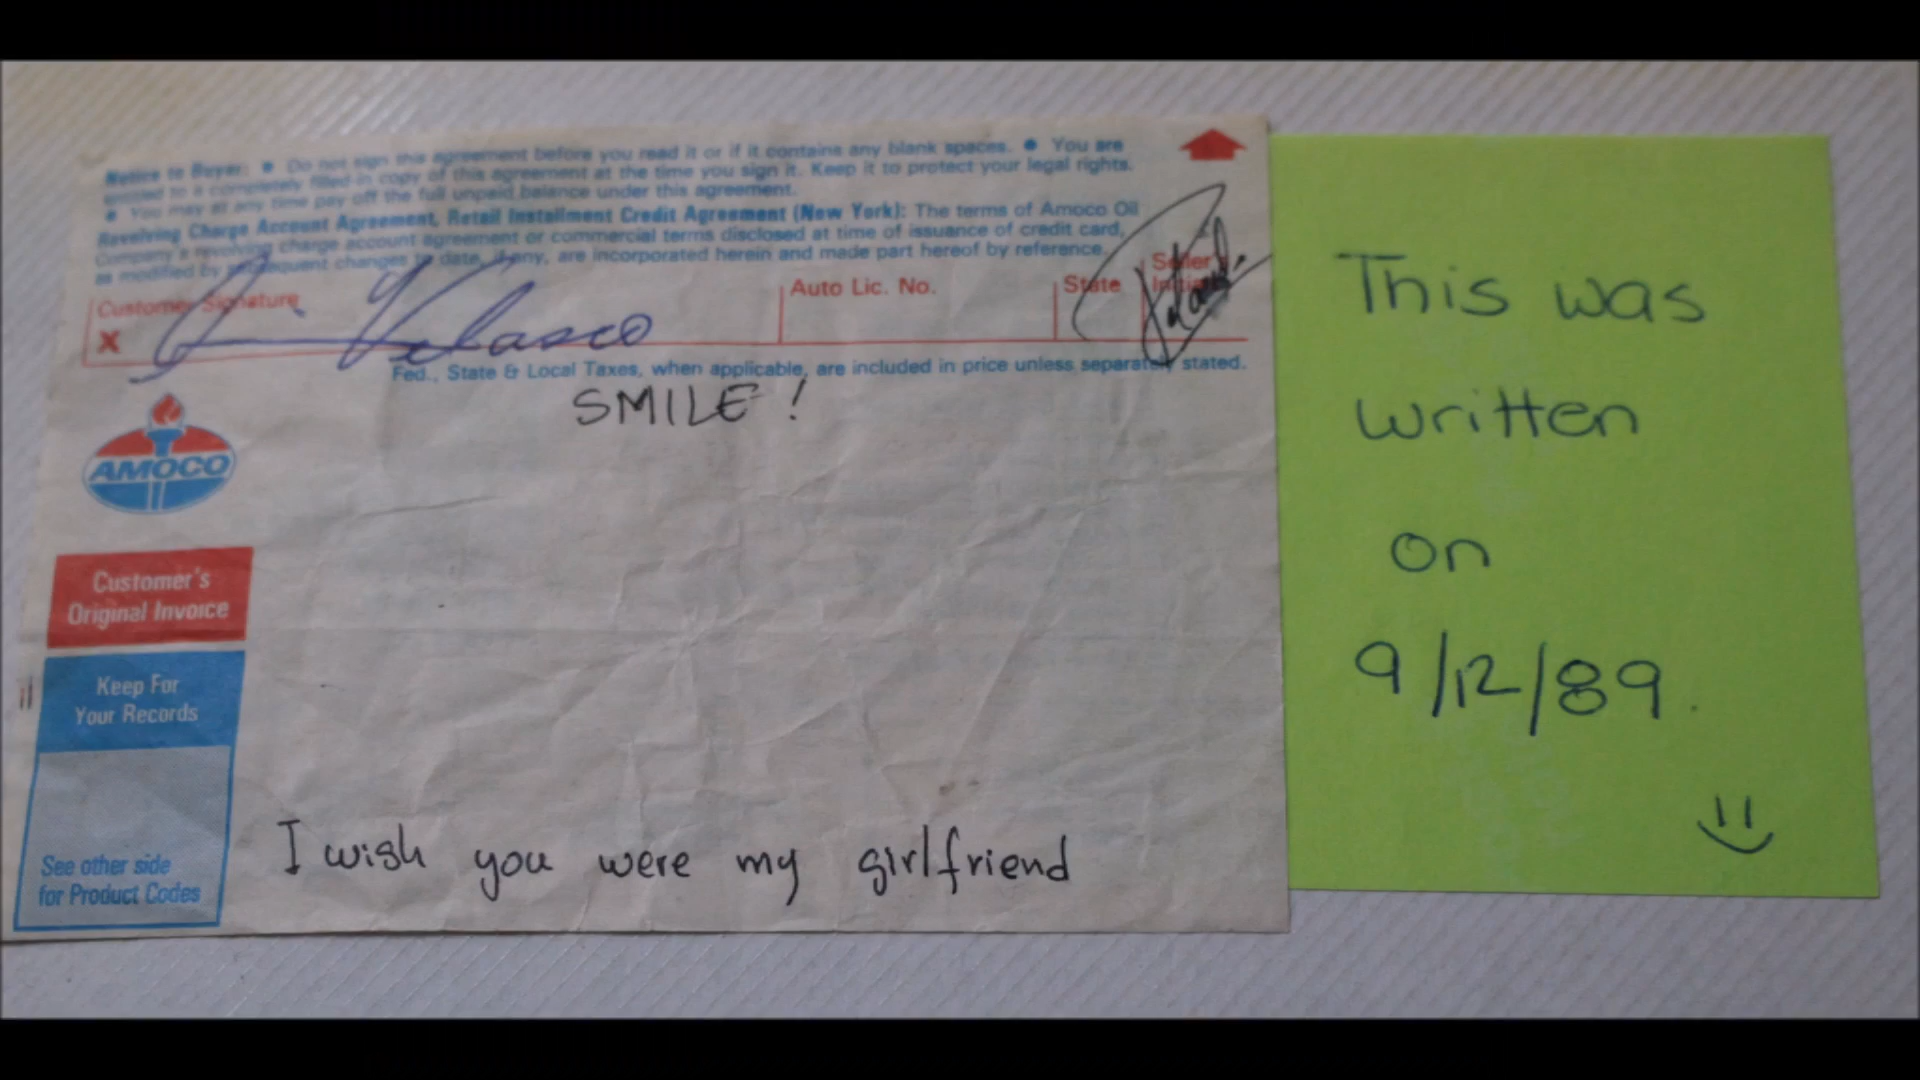 Notice to Buyer: • Do not sign this agreement before you read it or if it contains any blank spaces. • You are
entitled to a completely filled in copy of this agreement at the time you sign it. Keep it to protect your legal rights.
• You may at any time pay off the full unpaid balance under this agreement.
Revolving Charge Account Agreement, Retail Installment Credit Agreement (New York): The terms of Amoco Oil
Company's revolving charge account agreement or commercial terms disclosed at time of issuance of credit card,
as modified by subsequent changes to date, if any, are incorporated herein and made part hereof by reference.
Customer Signature
Auto Lic. No.
State
Seller's
Initials
X
Velasco
Fed., State & Local Taxes, when applicable, are included in price unless separately stated.
SMILE!
AMOCO
Customer's
Original Invoice
Keep For
Your Records
See other side
for Product Codes
I wish you were my girlfriend
This was
written
on
9/12/89.